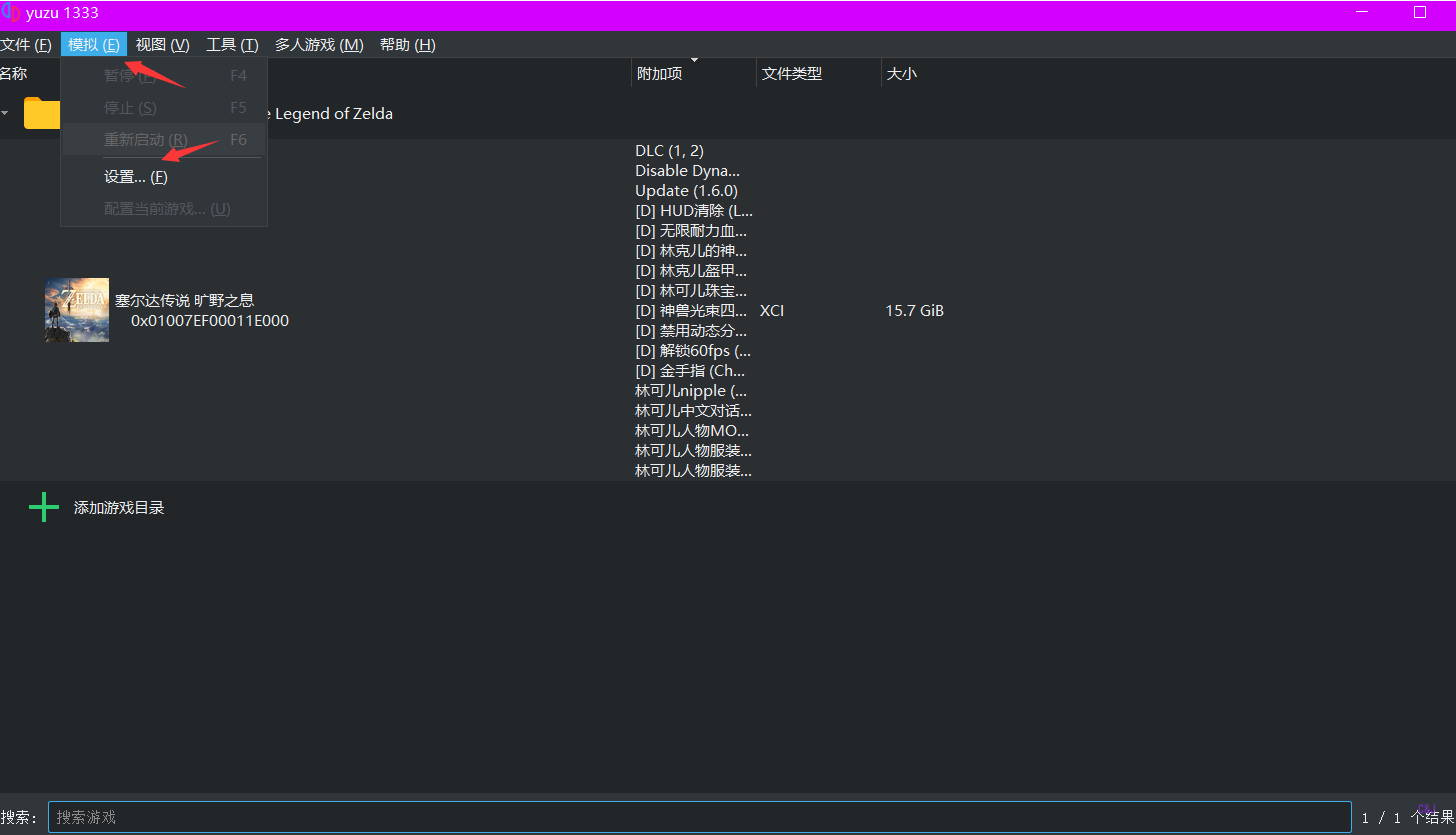 yuzu 1333
文件 (F) 模拟 (E) 视图 (V) 工具 (T) 多人游戏 (M) 帮助 (H)
名称 附加项 文件类型 大小
暂停 (P) F4
停止 (S) F5
重新启动 (R) F6
设置... (F)
配置当前游戏... (U)
e Legend of Zelda
DLC (1, 2)
Disable Dyna...
Update (1.6.0)
[D] HUD清除 (L...
[D] 无限耐力血...
[D] 林克儿的神...
[D] 林克儿盔甲...
[D] 林可儿珠宝...
[D] 神兽光束四... XCI 15.7 GiB
[D] 禁用动态分...
[D] 解锁60fps (...
[D] 金手指 (Ch...
林可儿nipple (...
林可儿中文对话...
林可儿人物MO...
林可儿人物服装...
林可儿人物服装...
ZELDA
塞尔达传说 旷野之息
0x01007EF00011E000
添加游戏目录
搜索: 搜索游戏 1 / 1 个结果